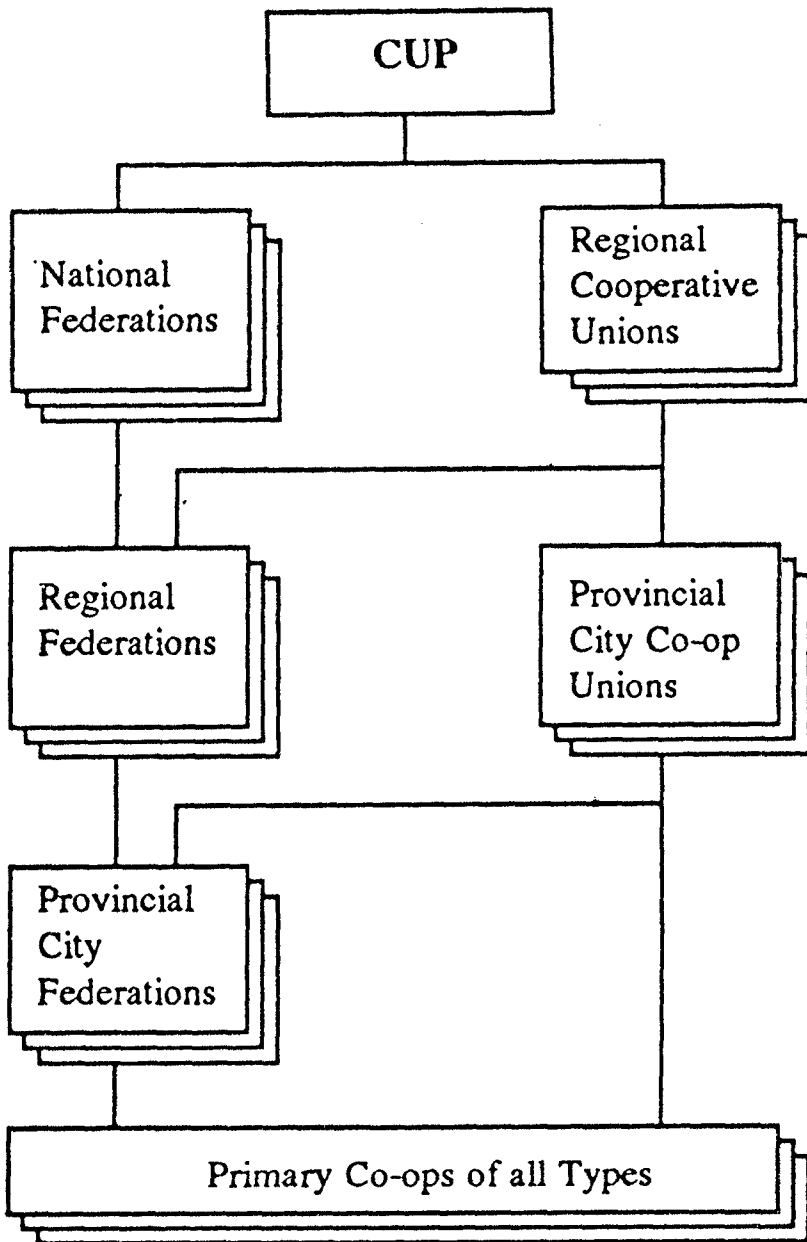 CUP
National
Federations
Regional
Cooperative
Unions
Regional
Federations
Provincial
City Co-op
Unions
Provincial
City
Federations
Primary Co-ops of all Types